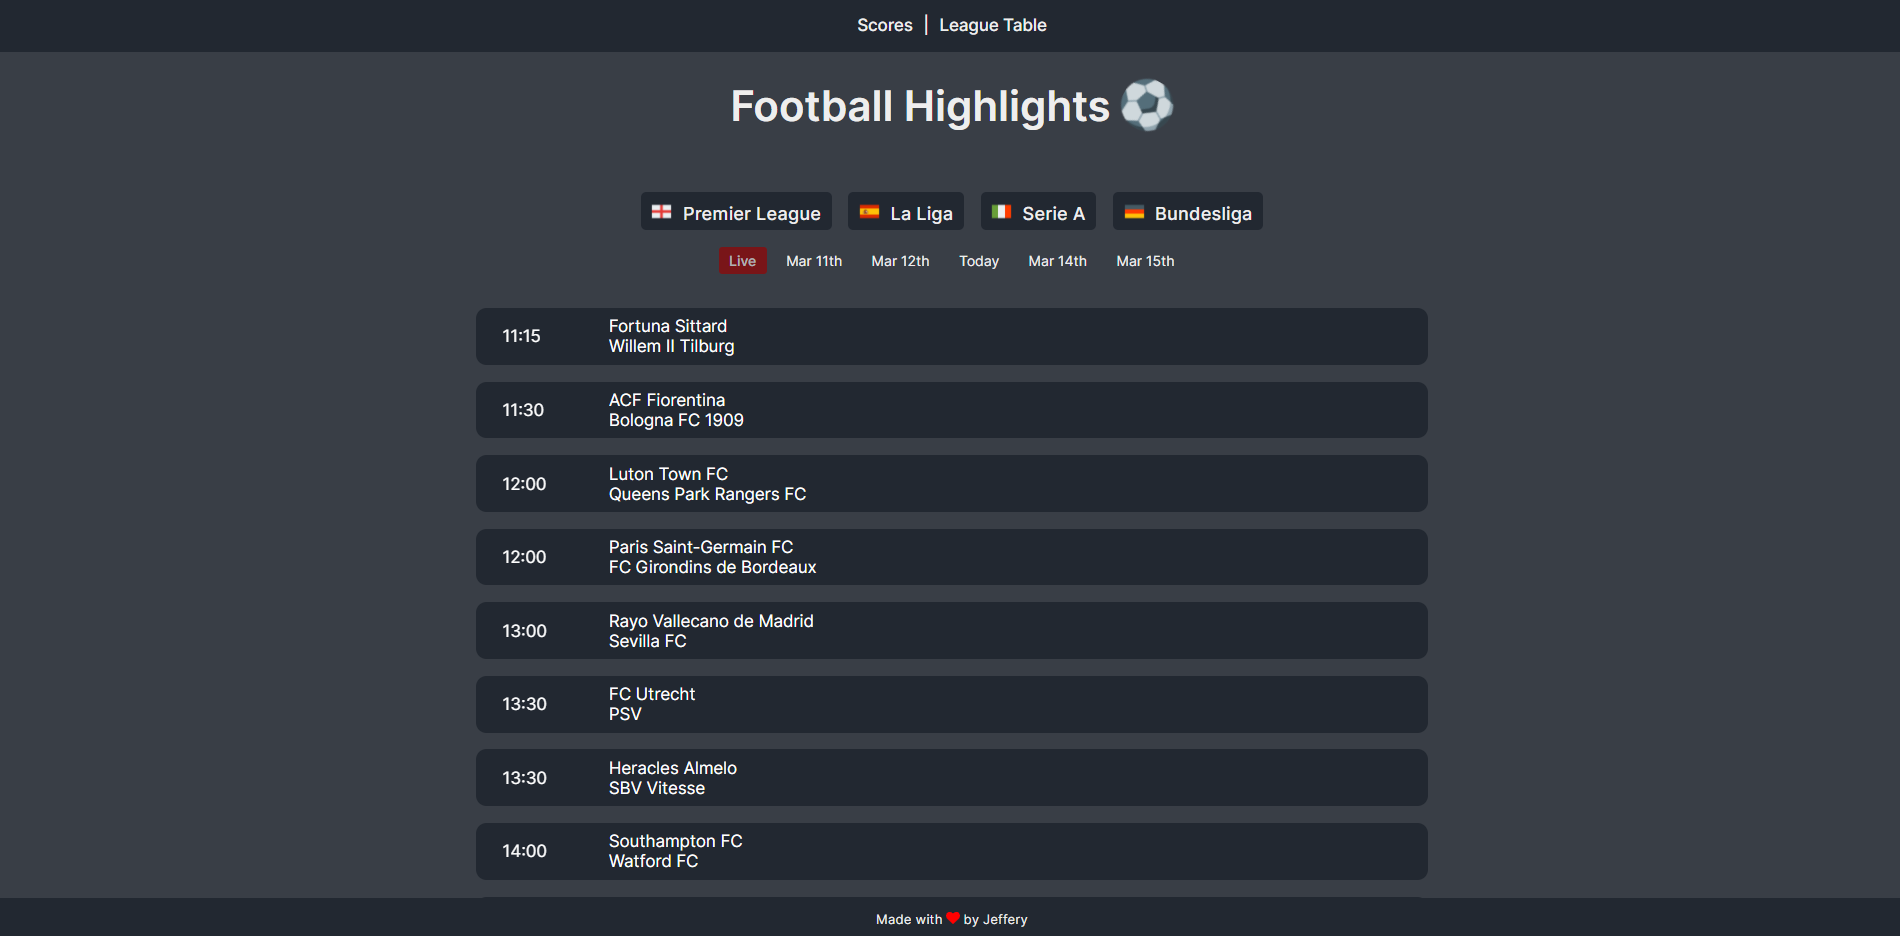 Scores | League Table
Football Highlights
Premier League La Liga Serie A Bundesliga
Live Mar 11th Mar 12th Today Mar 14th Mar 15th
11:15
Fortuna Sittard
Willem II Tilburg
11:30
ACF Fiorentina
Bologna FC 1909
12:00
Luton Town FC
Queens Park Rangers FC
12:00
Paris Saint-Germain FC
FC Girondins de Bordeaux
13:00
Rayo Vallecano de Madrid
Sevilla FC
13:30
FC Utrecht
PSV
13:30
Heracles Almelo
SBV Vitesse
14:00
Southampton FC
Watford FC
Made with ❤ by Jeffery